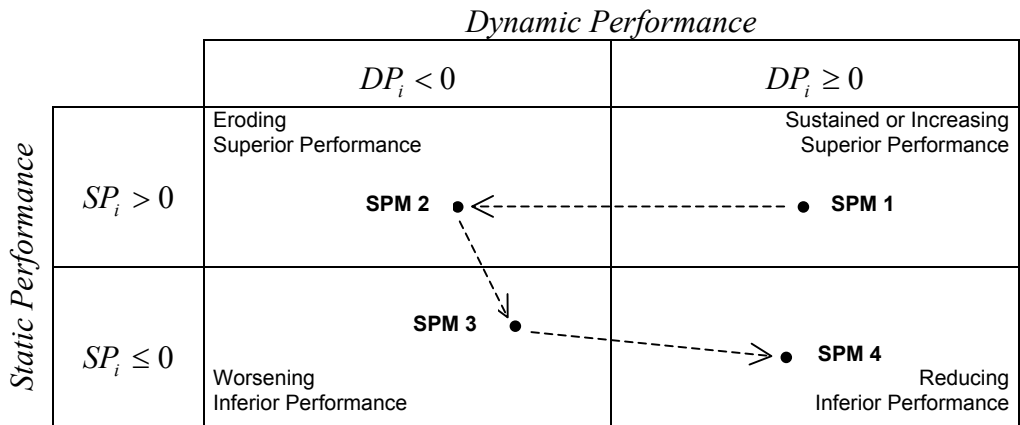 Dynamic Performance
DP_i < 0
DP_i ≥ 0
Static Performance
SP_i > 0
Eroding
Superior Performance
Sustained or Increasing
Superior Performance
SPM 2
SPM 1
SP_i ≤ 0
SPM 3
SPM 4
Worsening
Inferior Performance
Reducing
Inferior Performance